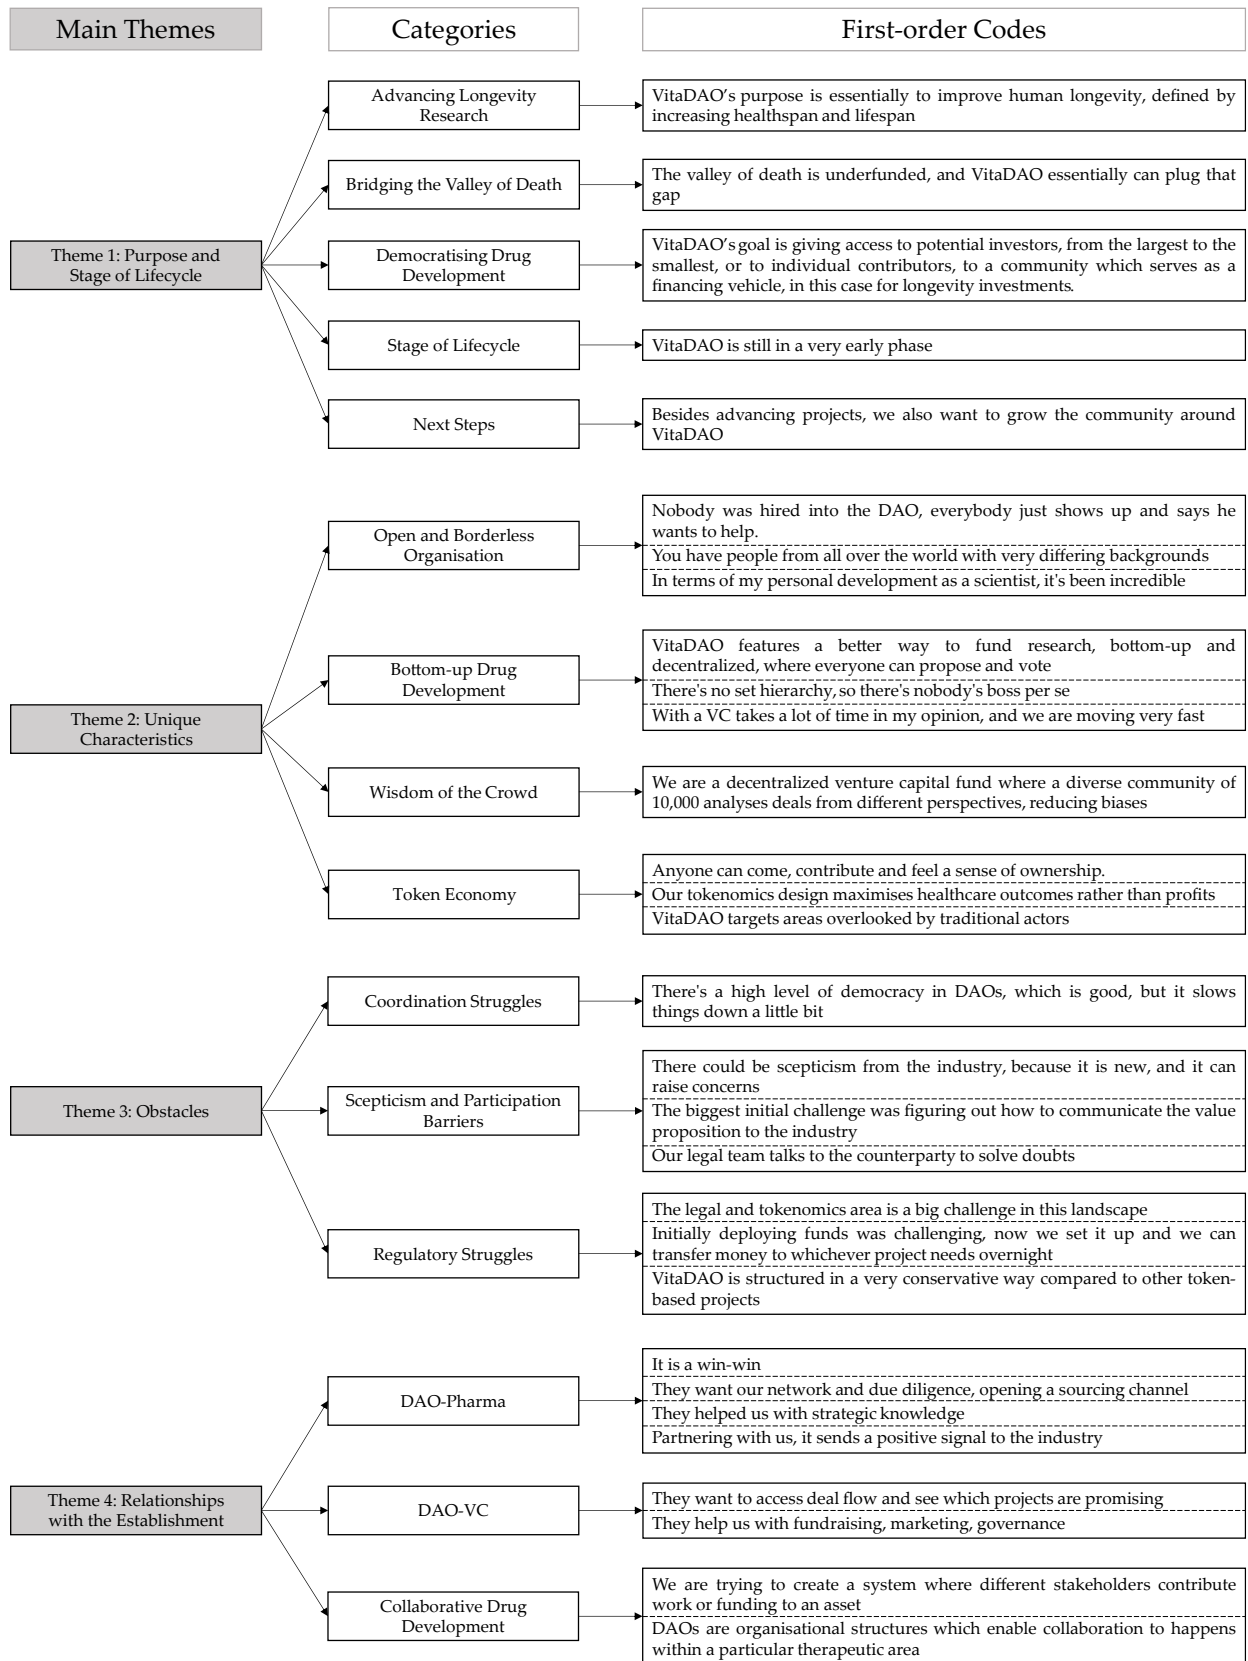 Main Themes
Categories
First-order Codes
Theme 1: Purpose and
Stage of Lifecycle
Advancing Longevity
Research
VitaDAO's purpose is essentially to improve human longevity, defined by
increasing healthspan and lifespan
Bridging the Valley of Death
The valley of death is underfunded, and VitaDAO essentially can plug that
gap
Democratising Drug
Development
VitaDAO's goal is giving access to potential investors, from the largest to the
smallest, or to individual contributors, to a community which serves as a
financing vehicle, in this case for longevity investments.
Stage of Lifecycle
VitaDAO is still in a very early phase
Next Steps
Besides advancing projects, we also want to grow the community around
VitaDAO
Theme 2: Unique
Characteristics
Open and Borderless
Organisation
Nobody was hired into the DAO, everybody just shows up and says he
wants to help.
You have people from all over the world with very differing backgrounds
In terms of my personal development as a scientist, it's been incredible
Bottom-up Drug
Development
VitaDAO features a better way to fund research, bottom-up and
decentralized, where everyone can propose and vote
There's no set hierarchy, so there's nobody's boss per se
With a VC takes a lot of time in my opinion, and we are moving very fast
Wisdom of the Crowd
We are a decentralized venture capital fund where a diverse community of
10,000 analyses deals from different perspectives, reducing biases
Token Economy
Anyone can come, contribute and feel a sense of ownership.
Our tokenomics design maximises healthcare outcomes rather than profits
VitaDAO targets areas overlooked by traditional actors
Theme 3: Obstacles
Coordination Struggles
There's a high level of democracy in DAOs, which is good, but it slows
things down a little bit
Scepticism and Participation
Barriers
There could be scepticism from the industry, because it is new, and it can
raise concerns
The biggest initial challenge was figuring out how to communicate the value
proposition to the industry
Our legal team talks to the counterparty to solve doubts
Regulatory Struggles
The legal and tokenomics area is a big challenge in this landscape
Initially deploying funds was challenging, now we set it up and we can
transfer money to whichever project needs overnight
VitaDAO is structured in a very conservative way compared to other token-
based projects
Theme 4: Relationships
with the Establishment
DAO-Pharma
It is a win-win
They want our network and due diligence, opening a sourcing channel
They helped us with strategic knowledge
Partnering with us, it sends a positive signal to the industry
DAO-VC
They want to access deal flow and see which projects are promising
They help us with fundraising, marketing, governance
Collaborative Drug
Development
We are trying to create a system where different stakeholders contribute
work or funding to an asset
DAOs are organisational structures which enable collaboration to happens
within a particular therapeutic area